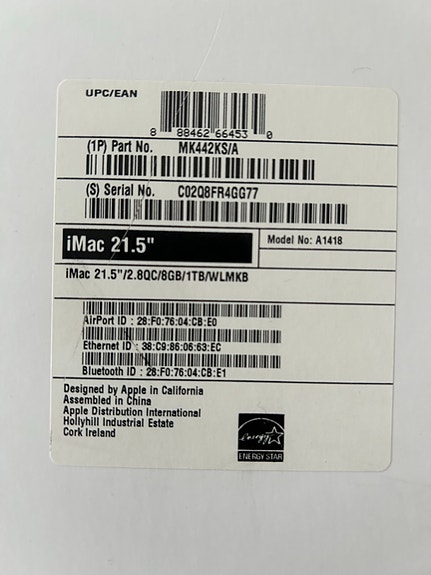 UPC/EAN
8 88462 66453 0
(1P) Part No. MK442KS/A
(S) Serial No. C02Q8FR4GG77
iMac 21.5"
Model No: A1418
iMac 21.5"/2.8QC/8GB/1TB/WLMKB
AirPort ID : 28:F0:76:04:CB:E0
Ethernet ID : 38:C9:86:06:63:EC
Bluetooth ID : 28:F0:76:04:CB:E1
Designed by Apple in California
Assembled in China
Apple Distribution International
Hollyhill Industrial Estate
Cork Ireland
energy
ENERGY STAR